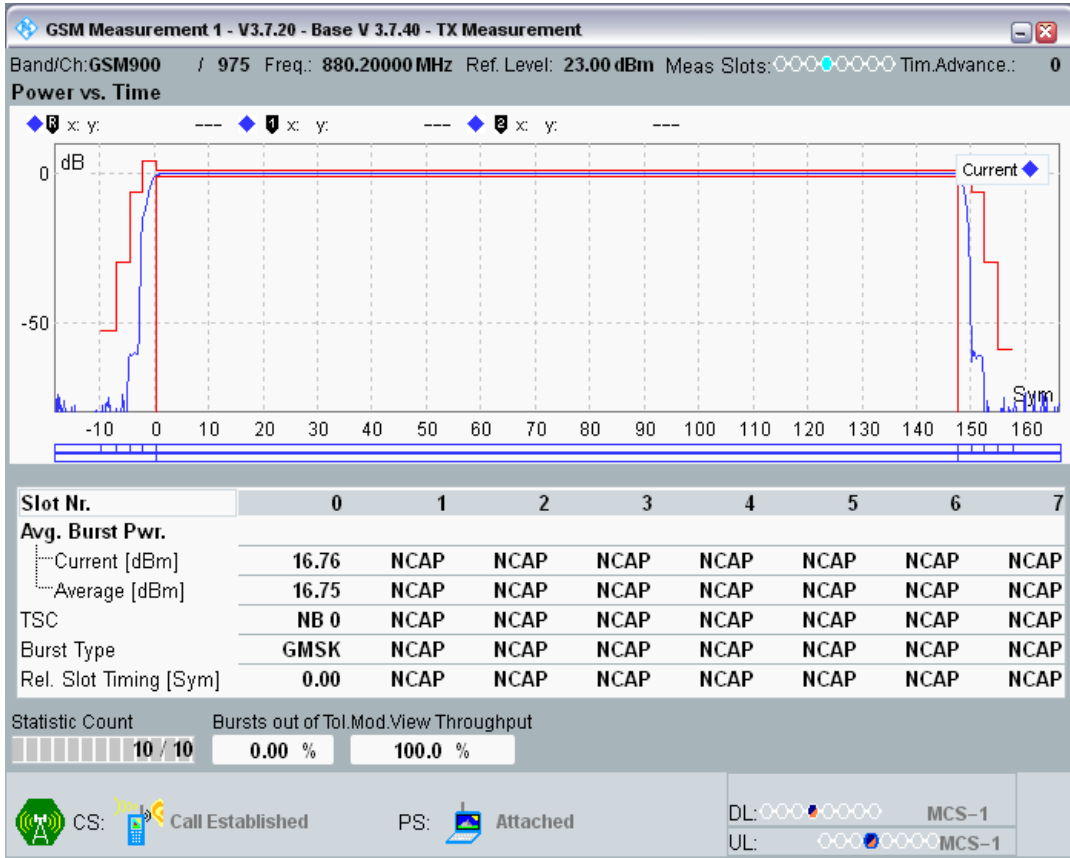 GSM Measurement 1 - V3.7.20 - Base V 3.7.40 - TX Measurement
Band/Ch:GSM900 / 975 Freq.: 880.20000 MHz Ref. Level: 23.00 dBm Meas Slots: Tim.Advance.: 0
Power vs. Time
R x: y: --- 1 x: y: --- 2 x: y: ---
dB
Current
0
-50
Sym
-10 0 10 20 30 40 50 60 70 80 90 100 110 120 130 140 150 160
Slot Nr. 0 1 2 3 4 5 6 7
Avg. Burst Pwr.
Current [dBm] 16.76 NCAP NCAP NCAP NCAP NCAP NCAP NCAP
Average [dBm] 16.75 NCAP NCAP NCAP NCAP NCAP NCAP NCAP
TSC NB 0 NCAP NCAP NCAP NCAP NCAP NCAP NCAP
Burst Type GMSK NCAP NCAP NCAP NCAP NCAP NCAP NCAP
Rel. Slot Timing [Sym] 0.00 NCAP NCAP NCAP NCAP NCAP NCAP NCAP
Statistic Count Bursts out of Tol.Mod.View Throughput
10 / 10 0.00 % 100.0 %
CS: Call Established PS: Attached
DL: MCS-1
UL: MCS-1